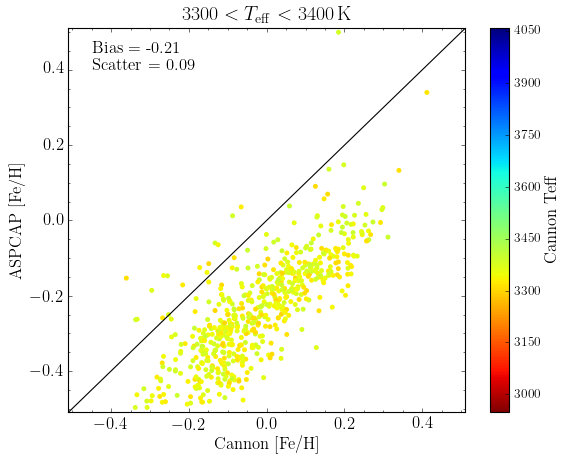 3300 < T_eff < 3400 K
Bias = -0.21
Scatter = 0.09
0.4
0.2
0.0
−0.2
−0.4
ASPCAP [Fe/H]
−0.4 −0.2 0.0 0.2 0.4
Cannon [Fe/H]
4050
3900
3750
3600
3450
3300
3150
3000
Cannon Teff